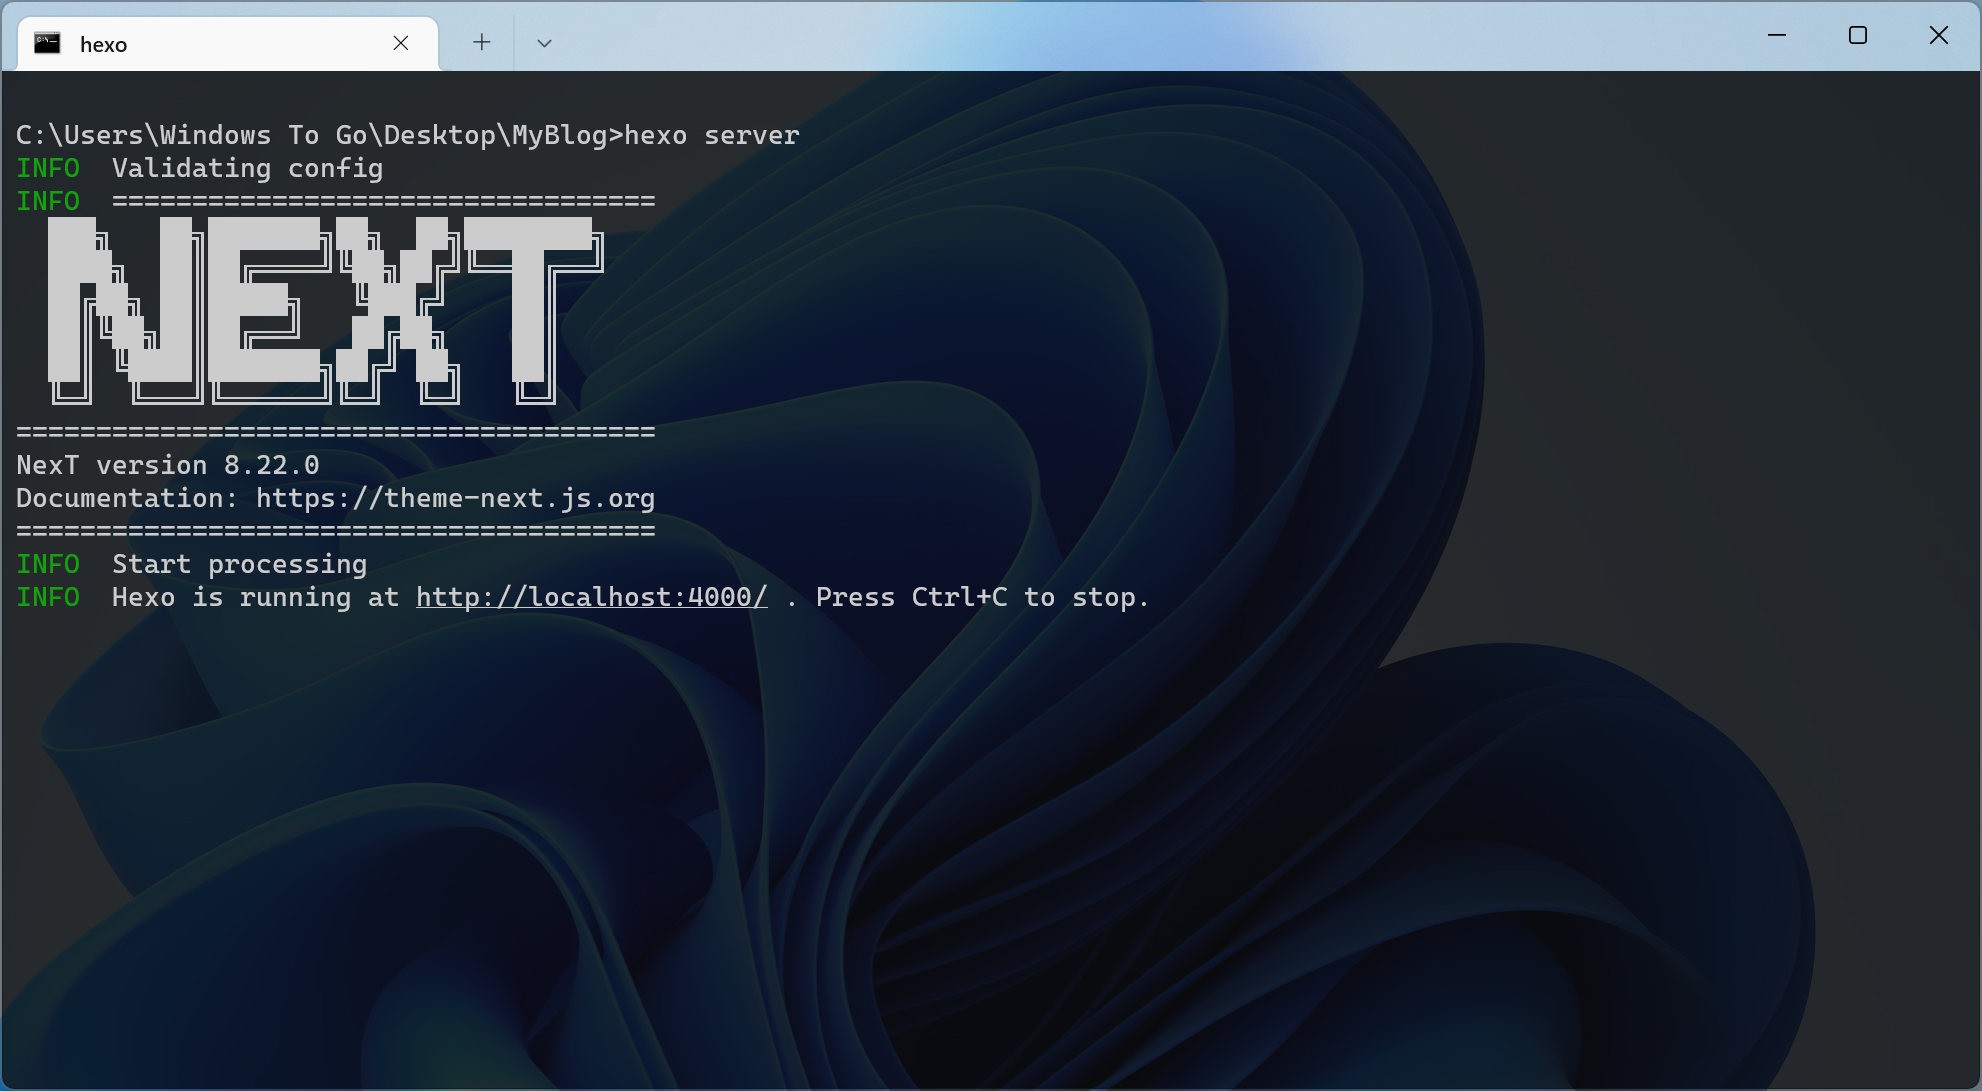 hexo
C:\Users\Windows To Go\Desktop\MyBlog>hexo server
INFO  Validating config
INFO  ==================================
NEXT
========================================
NexT version 8.22.0
Documentation: https://theme-next.js.org
========================================
INFO  Start processing
INFO  Hexo is running at http://localhost:4000/ . Press Ctrl+C to stop.